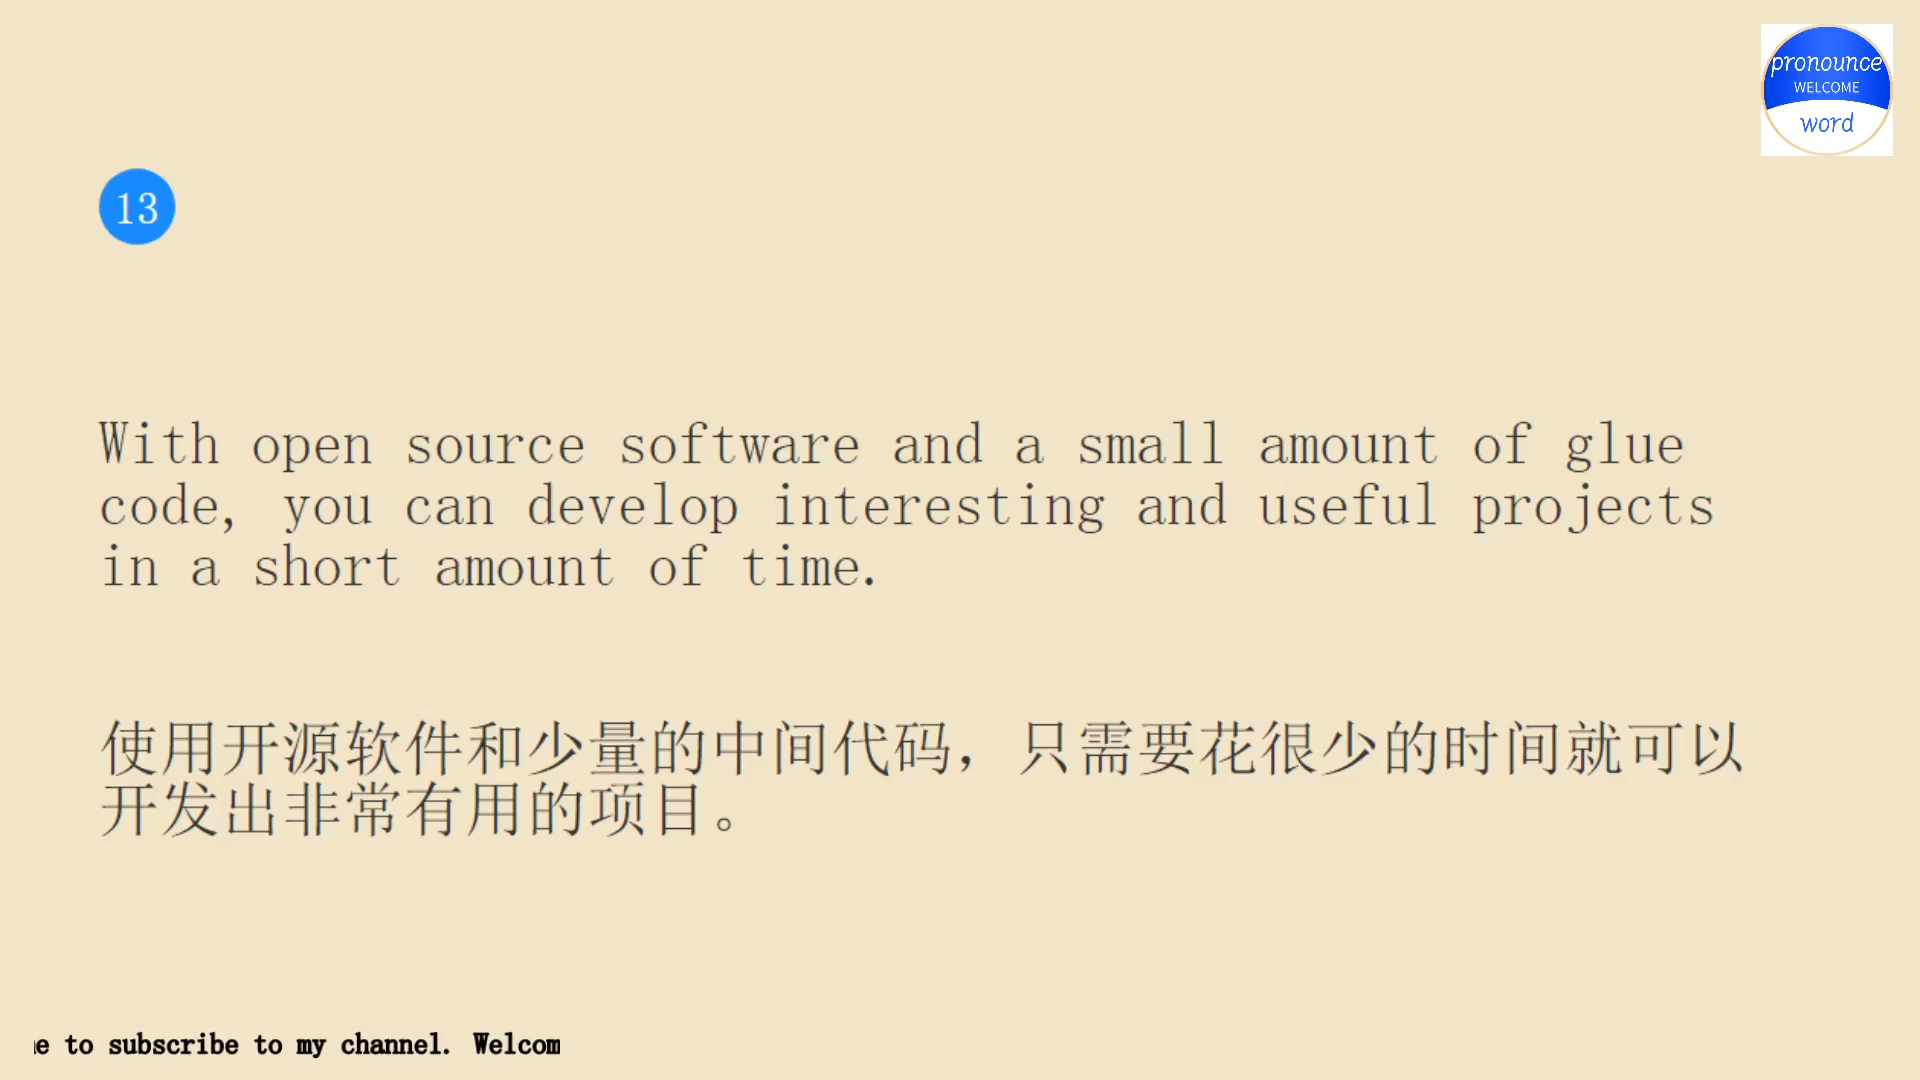 pronounce
WELCOME
word
13
With open source software and a small amount of glue
code, you can develop interesting and useful projects
in a short amount of time.
使用开源软件和少量的中间代码，只需要花很少的时间就可以
开发出非常有用的项目。
e to subscribe to my channel. Welcom